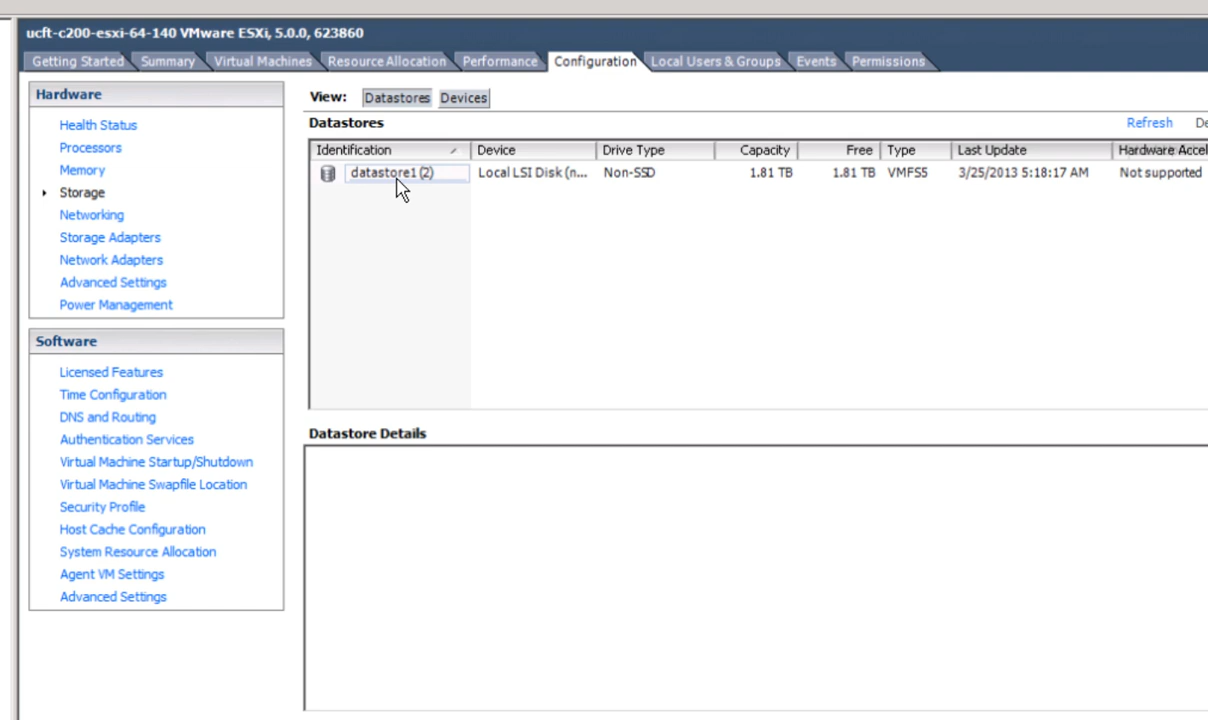 ucft-c200-esxi-64-140 VMware ESXi, 5.0.0, 623860
Getting Started Summary Virtual Machines Resource Allocation Performance Configuration Local Users & Groups Events Permissions
Hardware
Health Status
Processors
Memory
Storage
Networking
Storage Adapters
Network Adapters
Advanced Settings
Power Management
Software
Licensed Features
Time Configuration
DNS and Routing
Authentication Services
Virtual Machine Startup/Shutdown
Virtual Machine Swapfile Location
Security Profile
Host Cache Configuration
System Resource Allocation
Agent VM Settings
Advanced Settings
View: Datastores Devices
Datastores Refresh De
Identification Device Drive Type Capacity Free Type Last Update Hardware Accel
datastore1 (2) Local LSI Disk (n... Non-SSD 1.81 TB 1.81 TB VMFS5 3/25/2013 5:18:17 AM Not supported
Datastore Details